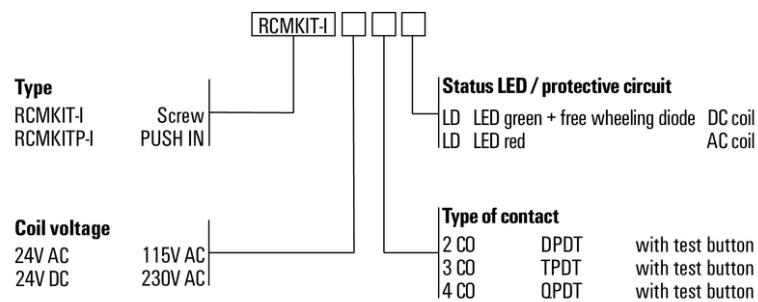 RCMKIT-I
Type
RCMKIT-I Screw
RCMKITP-I PUSH IN
Status LED / protective circuit
LD LED green + free wheeling diode DC coil
LD LED red AC coil
Coil voltage
24V AC 115V AC
24V DC 230V AC
Type of contact
2 CO DPDT with test button
3 CO TPDT with test button
4 CO QPDT with test button